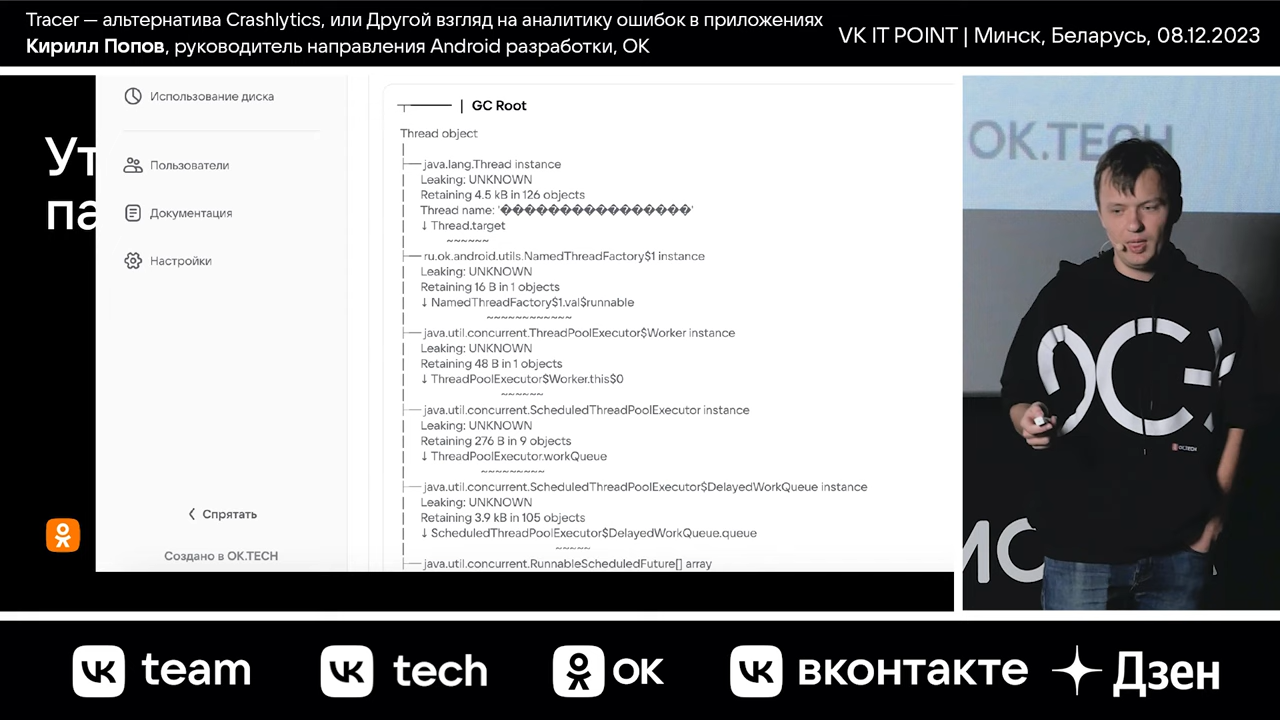 Tracer — альтернатива Crashlytics, или Другой взгляд на аналитику ошибок в приложениях
Кирилл Попов, руководитель направления Android разработки, ОК
VK IT POINT | Минск, Беларусь, 08.12.2023
Ут
па
Использование диска
Пользователи
Документация
Настройки
Спрятать
Создано в OK.TECH
┬─── | GC Root
Thread object
│
├─ java.lang.Thread instance
│ Leaking: UNKNOWN
│ Retaining 4.5 kB in 126 objects
│ Thread name: '�������������������'
│ ↓ Thread.target
│ ~~~~~~
├─ ru.ok.android.utils.NamedThreadFactory$1 instance
│ Leaking: UNKNOWN
│ Retaining 16 B in 1 objects
│ ↓ NamedThreadFactory$1.val$runnable
│ ~~~~~~~~~~~~
├─ java.util.concurrent.ThreadPoolExecutor$Worker instance
│ Leaking: UNKNOWN
│ Retaining 48 B in 1 objects
│ ↓ ThreadPoolExecutor$Worker.this$0
│ ~~~~~~
├─ java.util.concurrent.ScheduledThreadPoolExecutor instance
│ Leaking: UNKNOWN
│ Retaining 276 B in 9 objects
│ ↓ ThreadPoolExecutor.workQueue
│ ~~~~~~~~~
├─ java.util.concurrent.ScheduledThreadPoolExecutor$DelayedWorkQueue instance
│ Leaking: UNKNOWN
│ Retaining 3.9 kB in 105 objects
│ ↓ ScheduledThreadPoolExecutor$DelayedWorkQueue.queue
│ ~~~~~
├─ java.util.concurrent.RunnableScheduledFuture[] array
OK.TECH
OK.TECH
team
tech
ОК
вконтакте
Дзен